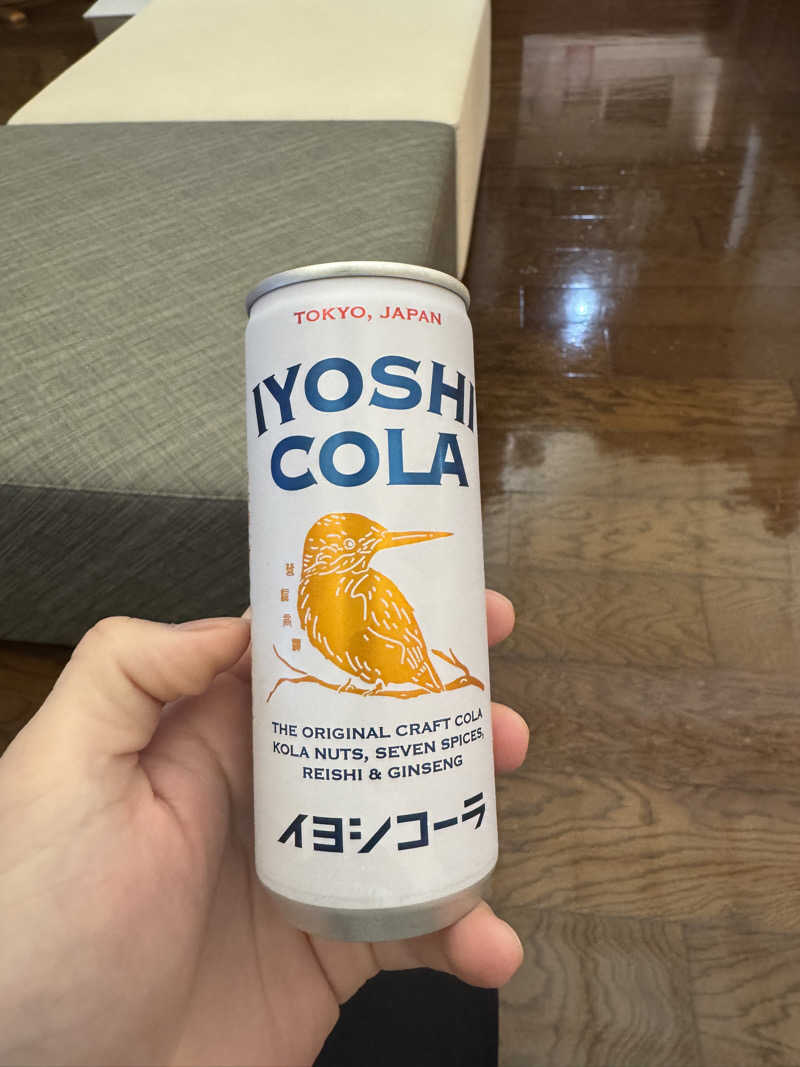 TOKYO, JAPAN
IYOSHI
COLA
THE ORIGINAL CRAFT COLA
KOLA NUTS, SEVEN SPICES,
REISHI & GINSENG
イヨシコーラ